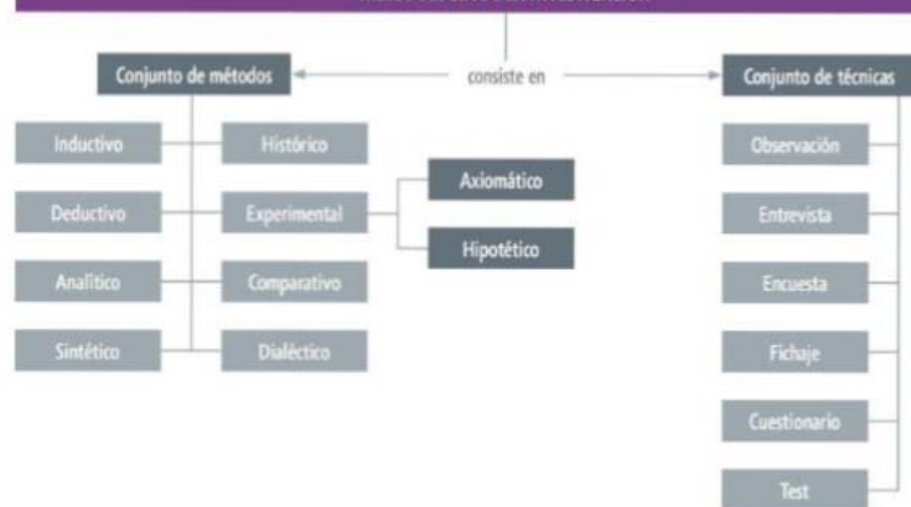 Conjunto de métodos
consiste en
Conjunto de técnicas
Inductivo
Histórico
Deductivo
Experimental
Analítico
Comparativo
Sintético
Dialéctico
Axiomático
Hipotético
Observación
Entrevista
Encuesta
Fichaje
Cuestionario
Test